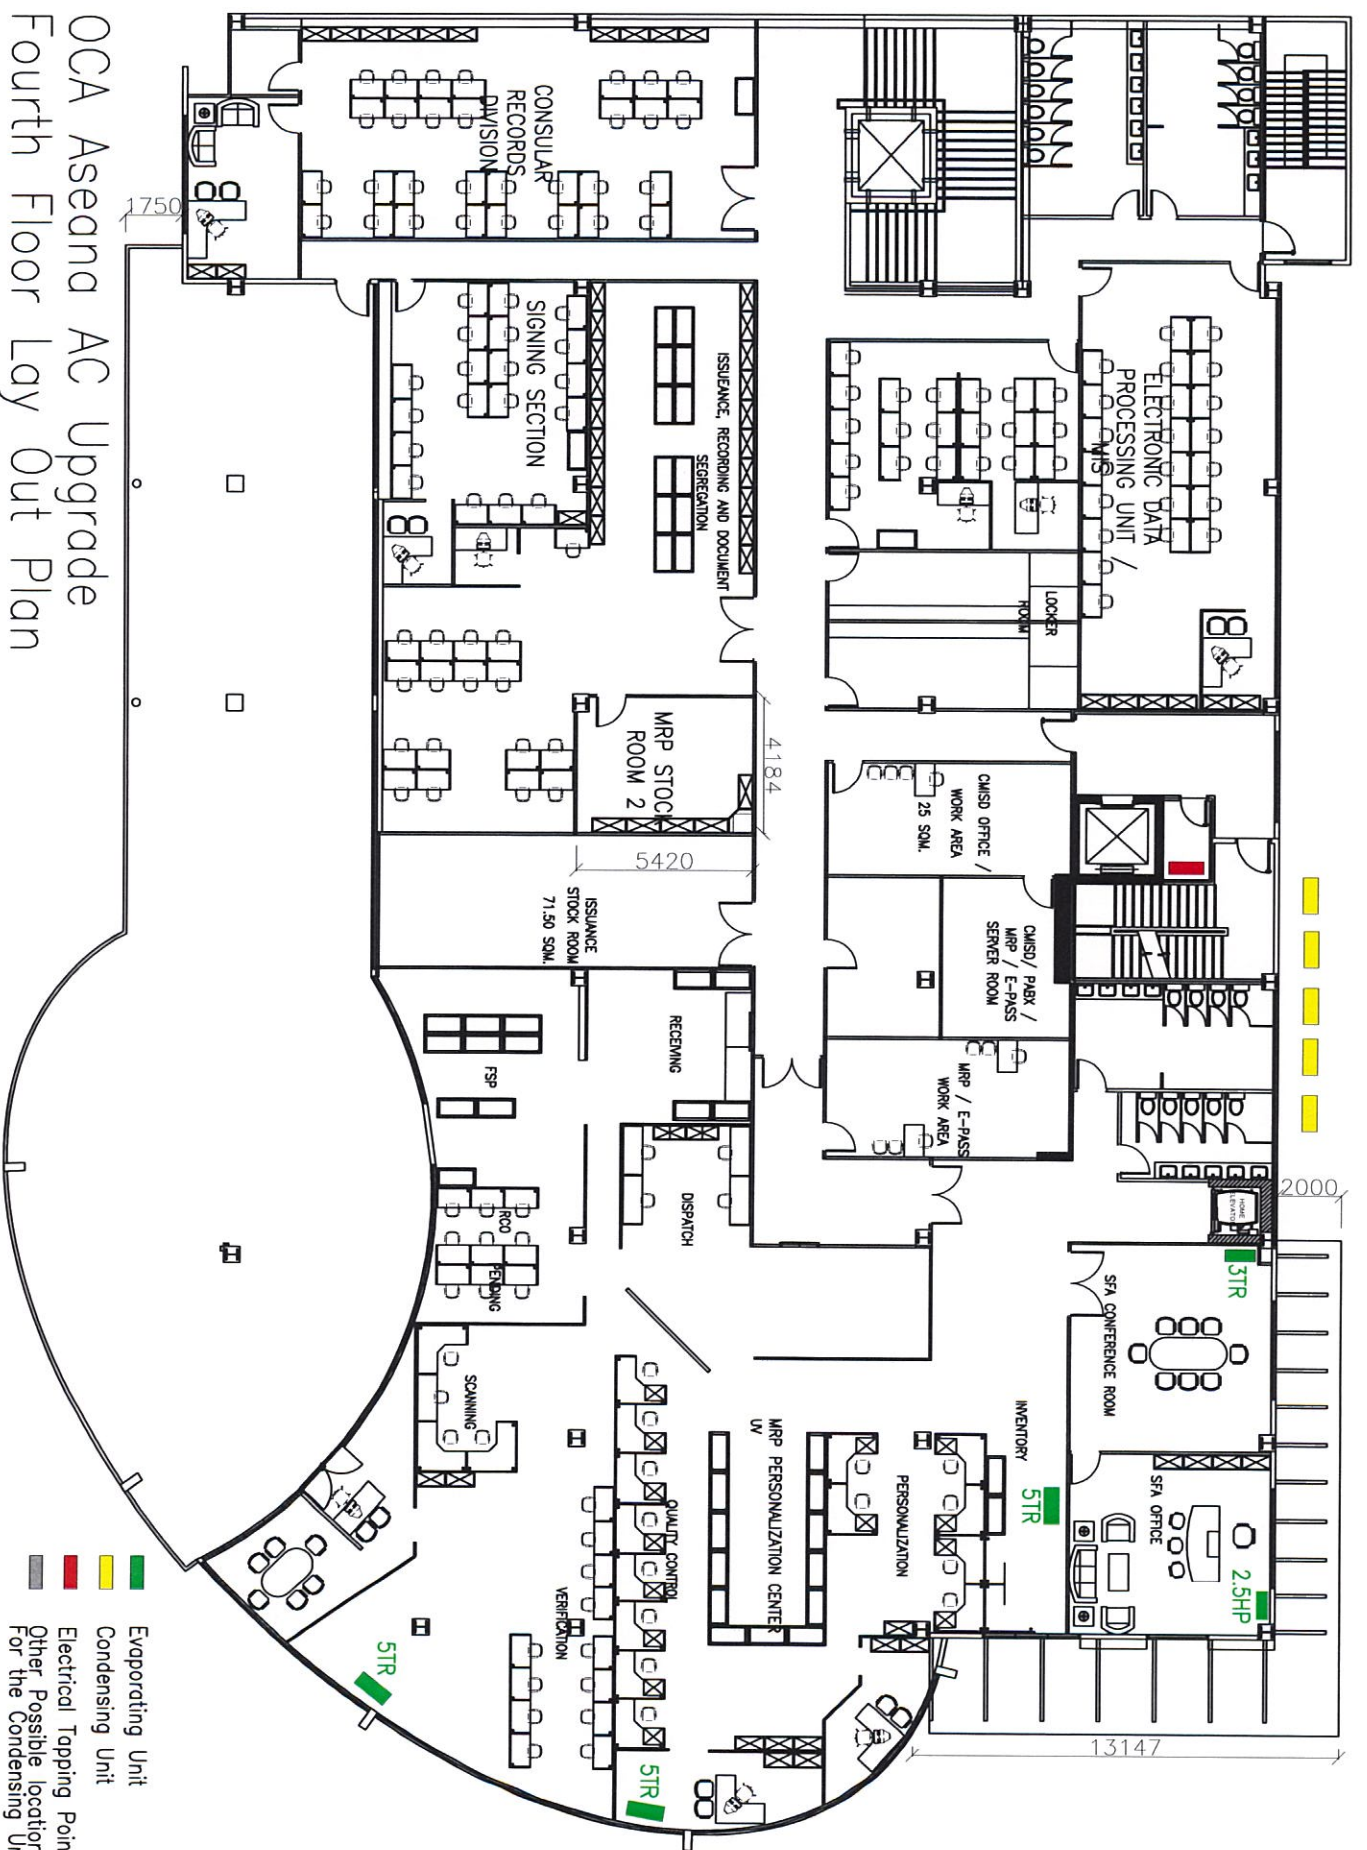 OCA Aseana AC Upgrade
Fourth Floor Lay Out Plan
1750
CONSULAR
RECORDS
DIVISION
SIGNING SECTION
ISSUEANCE, RECORDING AND DOCUMENT
SEGREGATION
ELECTRONIC DATA
PROCESSING UNIT /
MIS
LOCKER
ROOM
MRP STOCK
ROOM 2
4184
5420
CMISD OFFICE /
WORK AREA
25 SQM.
ISSUANCE
STOCK ROOM
71.50 SQM.
CMISD/ PABX /
MRP / E-PASS
SERVER ROOM
RECEIVING
FSP
MRP / E-PASS
WORK AREA
DISPATCH
RCO
PENDING
2000
HOME
ELEVATOR
3TR
SFA CONFERENCE ROOM
SCANNING
INVENTORY
5TR
MRP PERSONALIZATION CENTER
UV
PERSONALIZATION
SFA OFFICE
2.5HP
QUALITY CONTROL
VERIFICATION
5TR
5TR
13147
Evaporating Unit
Condensing Unit
Electrical Tapping Poin
Other Possible location
For the Condensing Un